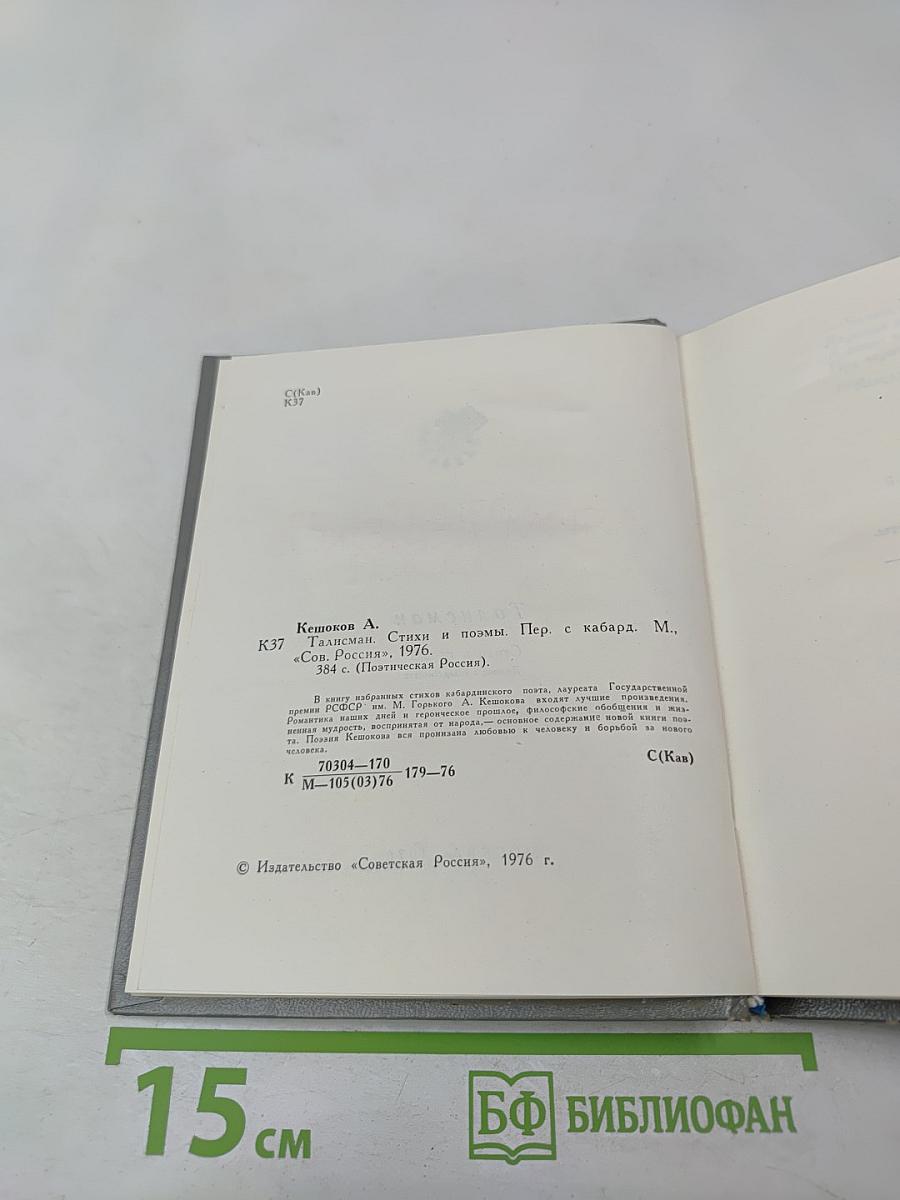 С(Кав)
К37
Кешоков А.
К37 Талисман. Стихи и поэмы. Пер. с кабард. М.,
«Сов. Россия», 1976.
384 с. (Поэтическая Россия).
В книгу избранных стихов кабардинского поэта, лауреата Государственной
премии РСФСР им. М. Горького А. Кешокова входят лучшие произведения.
Романтика наших дней и героическое прошлое, философские обобщения и жиз-
ненная мудрость, воспринятая от народа,— основное содержание новой книги поэ-
та. Поэзия Кешокова вся пронизана любовью к человеку и борьбой за нового
человека.
К 70304—170
М—105(03)76 179—76
С(Кав)
© Издательство «Советская Россия», 1976 г.
15 см
БФ БИБЛИОФАН